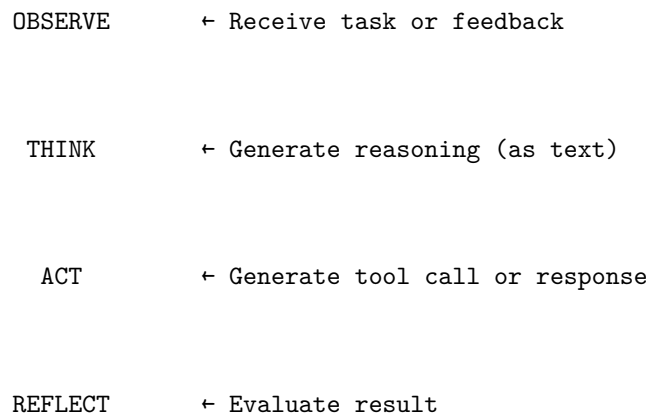 OBSERVE ← Receive task or feedback
THINK ← Generate reasoning (as text)
ACT ← Generate tool call or response
REFLECT ← Evaluate result